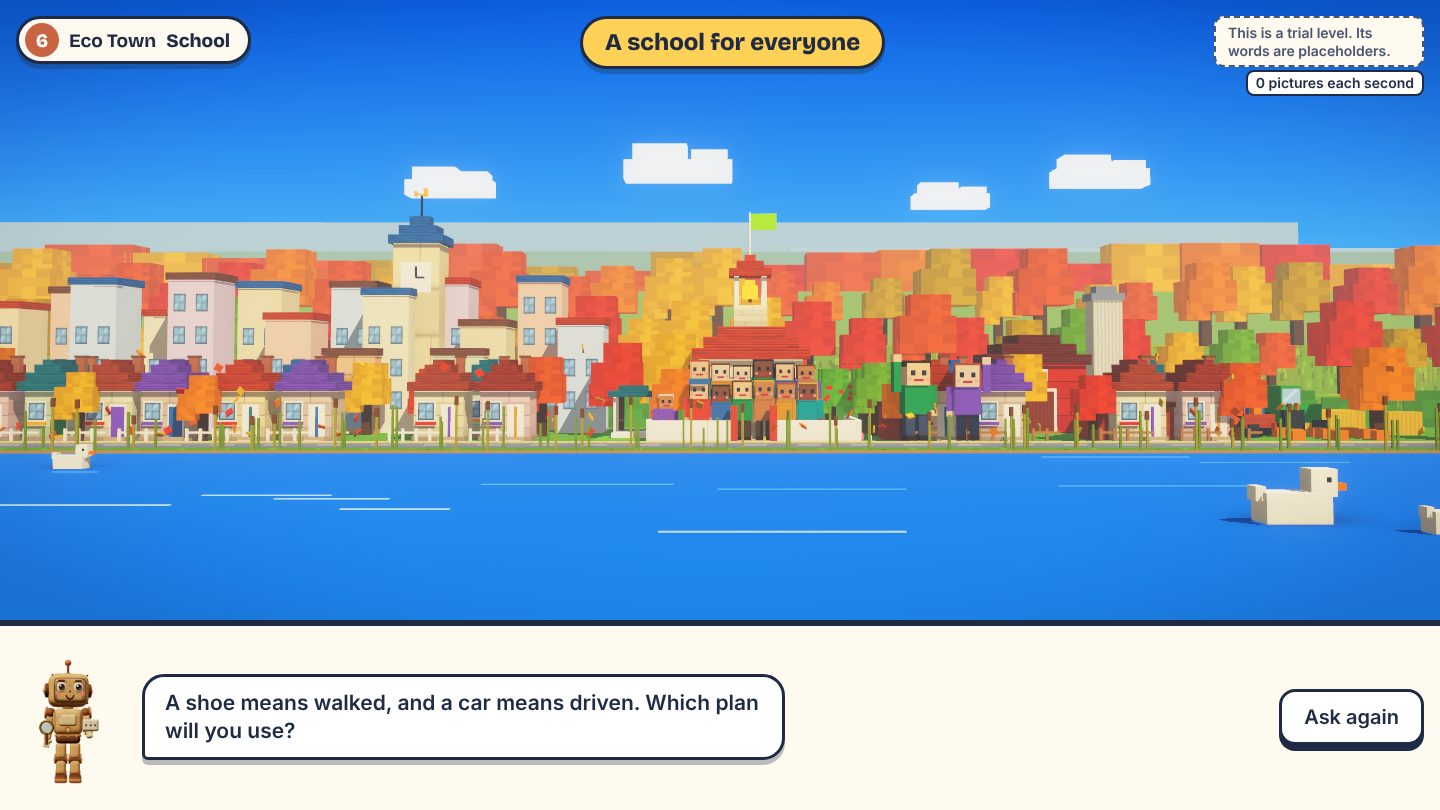 6 Eco Town School
A school for everyone
This is a trial level. Its
words are placeholders.
0 pictures each second
A shoe means walked, and a car means driven. Which plan
will you use?
Ask again